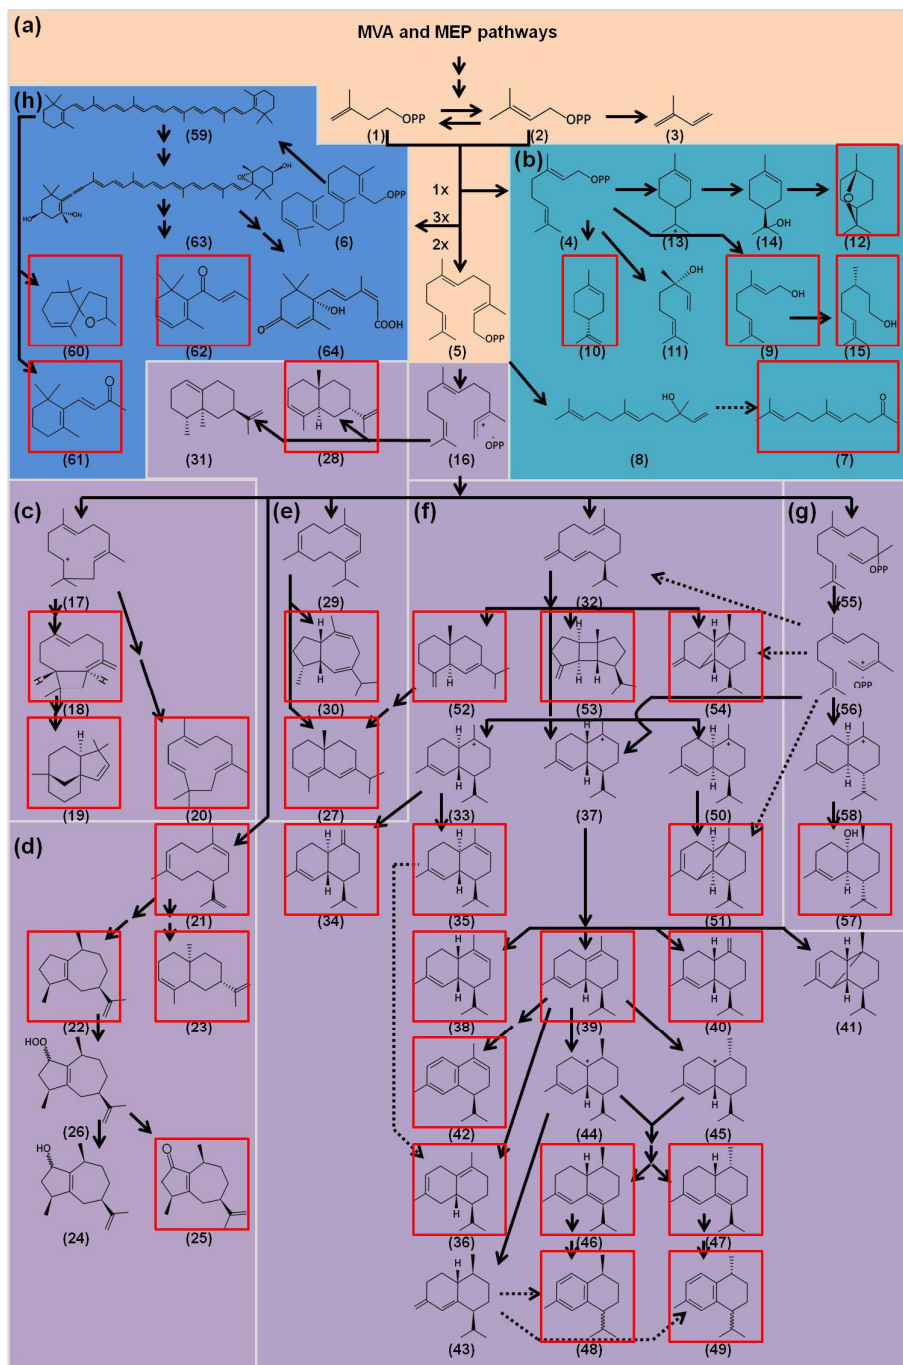 (a)
MVA and MEP pathways
(h)
OPP
OPP
(59)
(1)
(2)
(3)
(b)
OH
O
HO
OH
OPP
1x
3x
2x
OPP
OH
O
(63)
(6)
(4)
(13)
(14)
(12)
O
O
OH
O
COOH
OPP
OH
OH
OH
(60)
(62)
(64)
(5)
(10)
(11)
(9)
(15)
O
H
+
-
OPP
HO
O
(61)
(31)
(28)
(16)
(8)
(7)
(c)
(e)
(f)
(g)
+
OPP
(17)
(29)
(32)
(55)
H
H
H
H
H
H
H
H
H
H
+
-
OPP
(18)
(30)
(52)
(53)
(54)
(56)
H
H
+
H
H
+
H
H
+
H
H
+
H
(19)
(20)
(27)
(33)
(37)
(50)
(58)
(d)
H
H
H
H
H
H
OH
H
(21)
(34)
(35)
(51)
(57)
H
H
H
H
H
H
H
(22)
(23)
(38)
(39)
(40)
(41)
HOO
+
H
+
H
(26)
(42)
(44)
(45)
HO
O
H
H
H
(24)
(25)
(36)
(46)
(47)
H
(43)
(48)
(49)